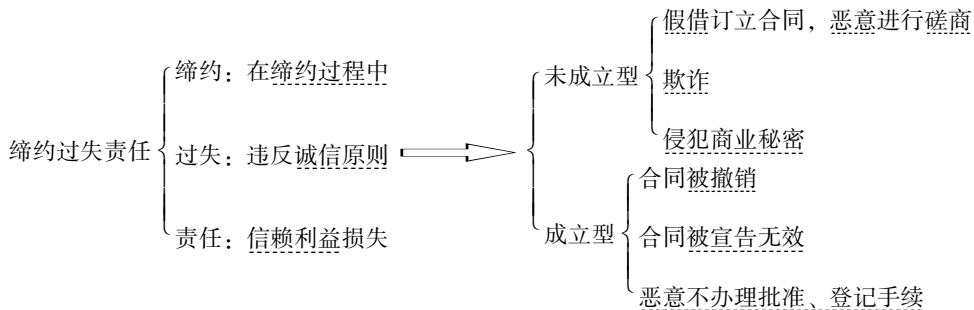 缔约过失责任
缔约：在缔约过程中
过失：违反诚信原则
责任：信赖利益损失
未成立型
假借订立合同，恶意进行磋商
欺诈
侵犯商业秘密
成立型
合同被撤销
合同被宣告无效
恶意不办理批准、登记手续